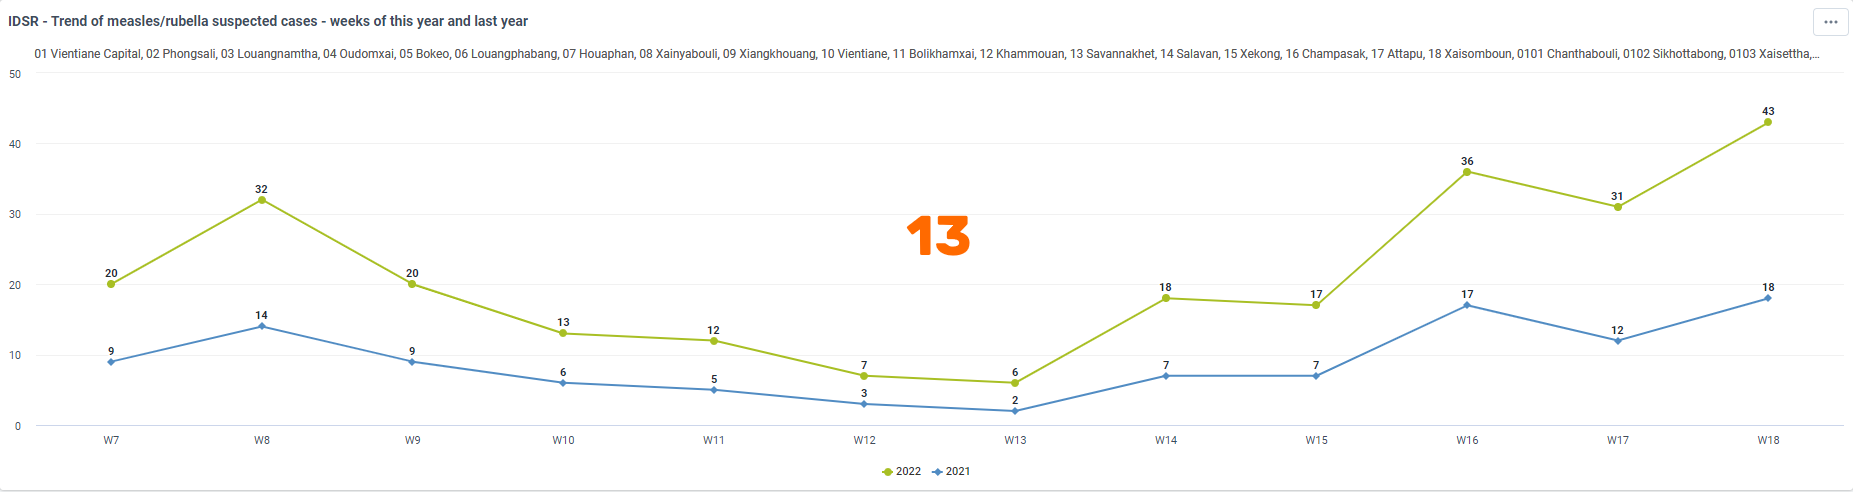 IDSR - Trend of measles/rubella suspected cases - weeks of this year and last year
01 Vientiane Capital, 02 Phongsali, 03 Louangnamtha, 04 Oudomxai, 05 Bokeo, 06 Louangphabang, 07 Houaphan, 08 Xainyabouli, 09 Xiangkhouang, 10 Vientiane, 11 Bolikhamxai, 12 Khammouan, 13 Savannakhet, 14 Salavan, 15 Xekong, 16 Champasak, 17 Attapu, 18 Xaisomboun, 0101 Chanthabouli, 0102 Sikhottabong, 0103 Xaisettha,...
50
40
30
20
10
0
20 32 20 13 12 7 6 18 17 36 31 43
9 14 9 6 5 3 2 7 7 17 12 18
13
W7 W8 W9 W10 W11 W12 W13 W14 W15 W16 W17 W18
2022 2021